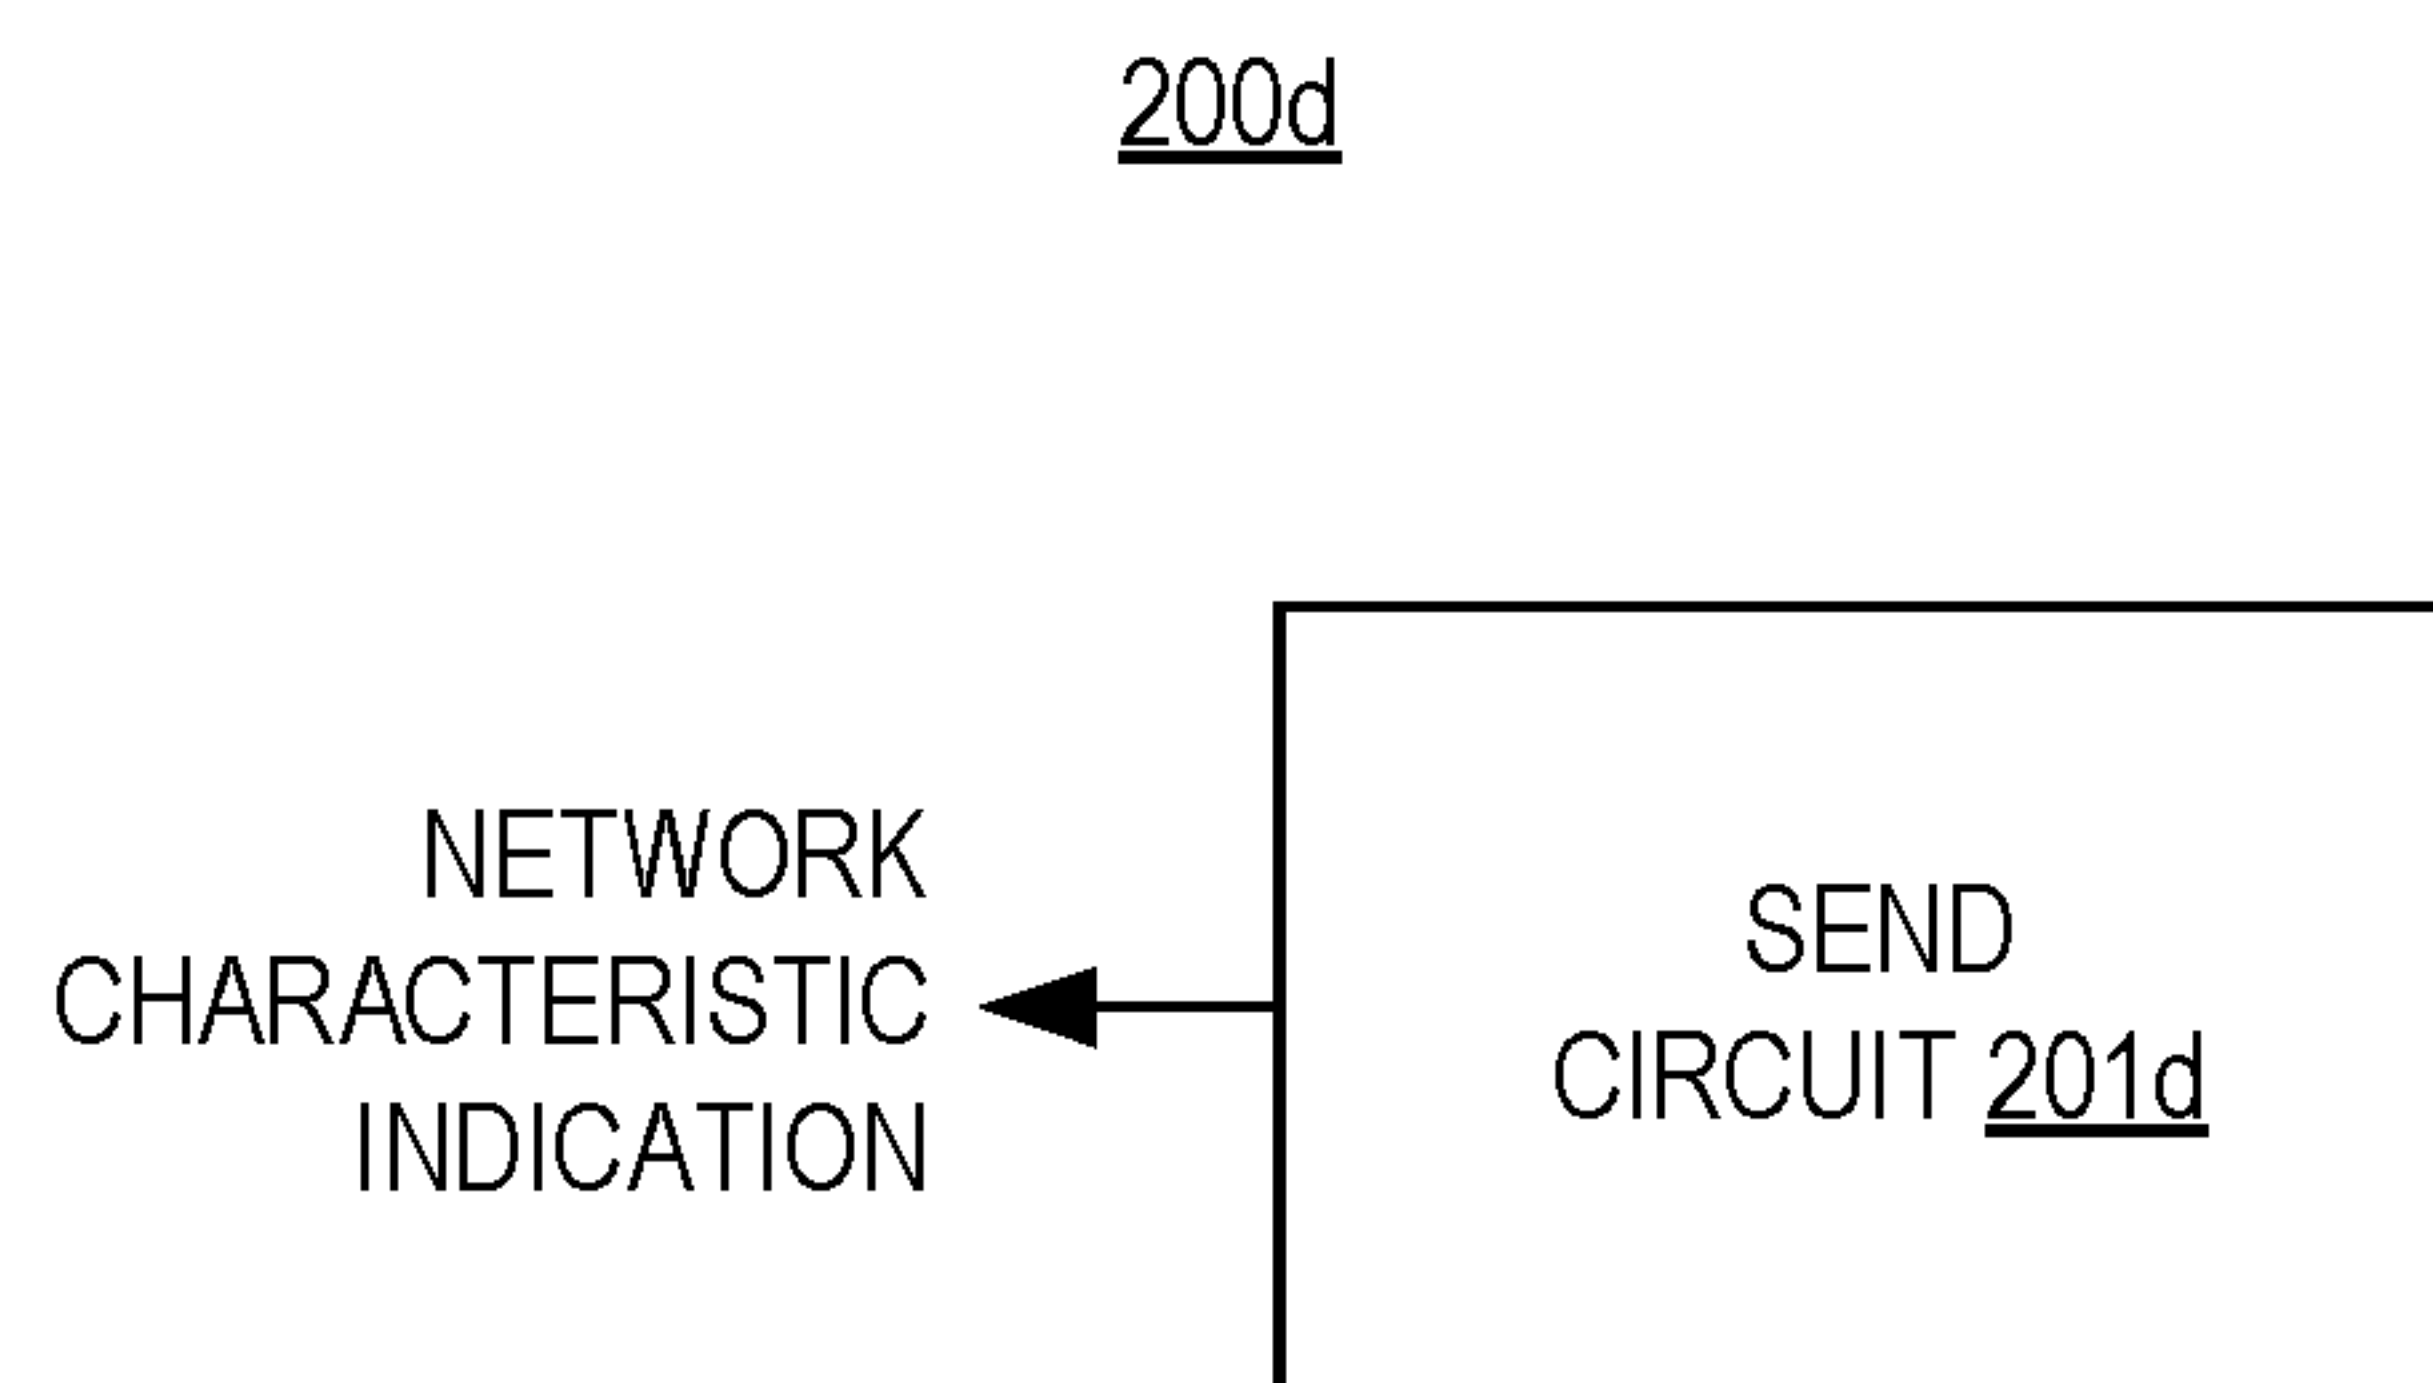 200d
NETWORK
CHARACTERISTIC
INDICATION
SEND
CIRCUIT 201d